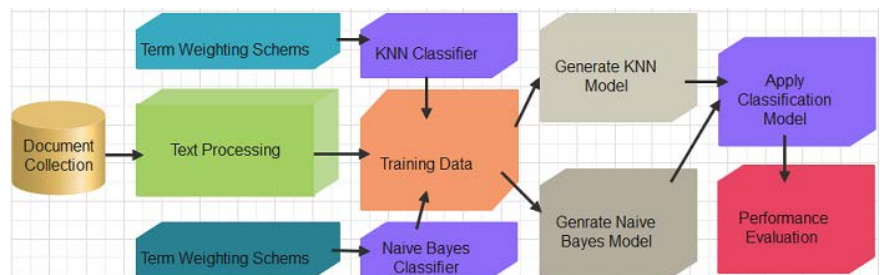 Term Weighting Schems
KNN Classifier
Generate KNN
Model
Apply
Classification
Model
Document
Collection
Text Processing
Training Data
Term Weighting Schems
Naive Bayes
Classifier
Genrate Naive
Bayes Model
Performance
Evaluation